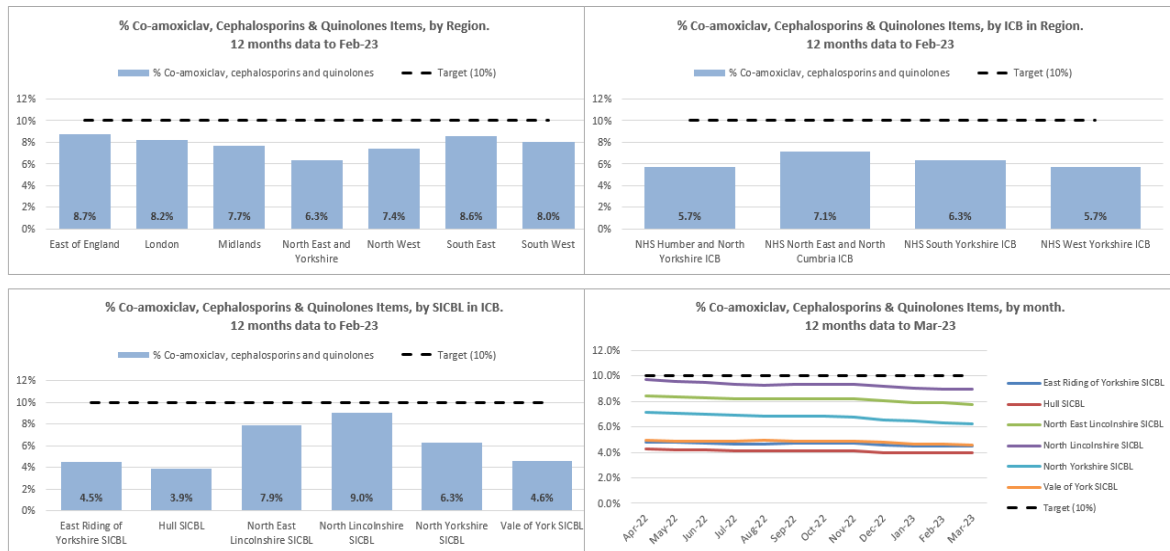 % Co-amoxiclav, Cephalosporins & Quinolones Items, by Region.
12 months data to Feb-23
% Co-amoxiclav, cephalosporins and quinolones
Target (10%)
12%
10%
8%
6%
4%
2%
0%
8.7%
8.2%
7.7%
6.3%
7.4%
8.6%
8.0%
East of England
London
Midlands
North East and
Yorkshire
North West
South East
South West
% Co-amoxiclav, Cephalosporins & Quinolones Items, by ICB in Region.
12 months data to Feb-23
% Co-amoxiclav, cephalosporins and quinolones
Target (10%)
12%
10%
8%
6%
4%
2%
0%
5.7%
7.1%
6.3%
5.7%
NHS Humber and North
Yorkshire ICB
NHS North East and North
Cumbria ICB
NHS South Yorkshire ICB
NHS West Yorkshire ICB
% Co-amoxiclav, Cephalosporins & Quinolones Items, by SICBL in ICB.
12 months data to Feb-23
% Co-amoxiclav, cephalosporins and quinolones
Target (10%)
12%
10%
8%
6%
4%
2%
0%
4.5%
3.9%
7.9%
9.0%
6.3%
4.6%
East Riding of
Yorkshire SICBL
Hull SICBL
North East
Lincolnshire SICBL
North Lincolnshire
SICBL
North Yorkshire
SICBL
Vale of York SICBL
% Co-amoxiclav, Cephalosporins & Quinolones Items, by month.
12 months data to Mar-23
12.0%
10.0%
8.0%
6.0%
4.0%
2.0%
0.0%
Apr-22
May-22
Jun-22
Jul-22
Aug-22
Sep-22
Oct-22
Nov-22
Dec-22
Jan-23
Feb-23
Mar-23
East Riding of Yorkshire SICBL
Hull SICBL
North East Lincolnshire SICBL
North Lincolnshire SICBL
North Yorkshire SICBL
Vale of York SICBL
Target (10%)